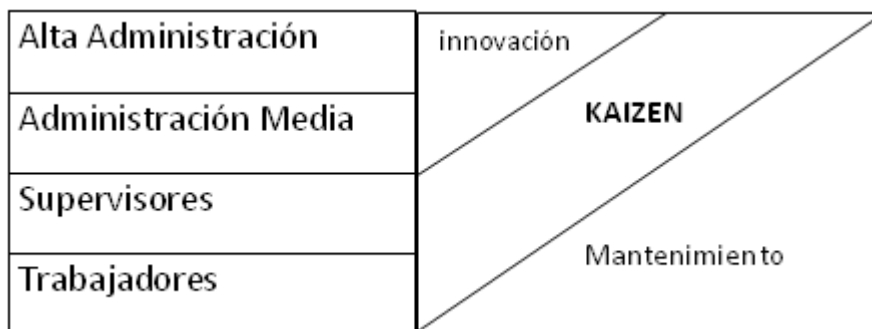 Alta Administración
innovación
Administración Media
KAIZEN
Supervisores
Mantenimiento
Trabajadores